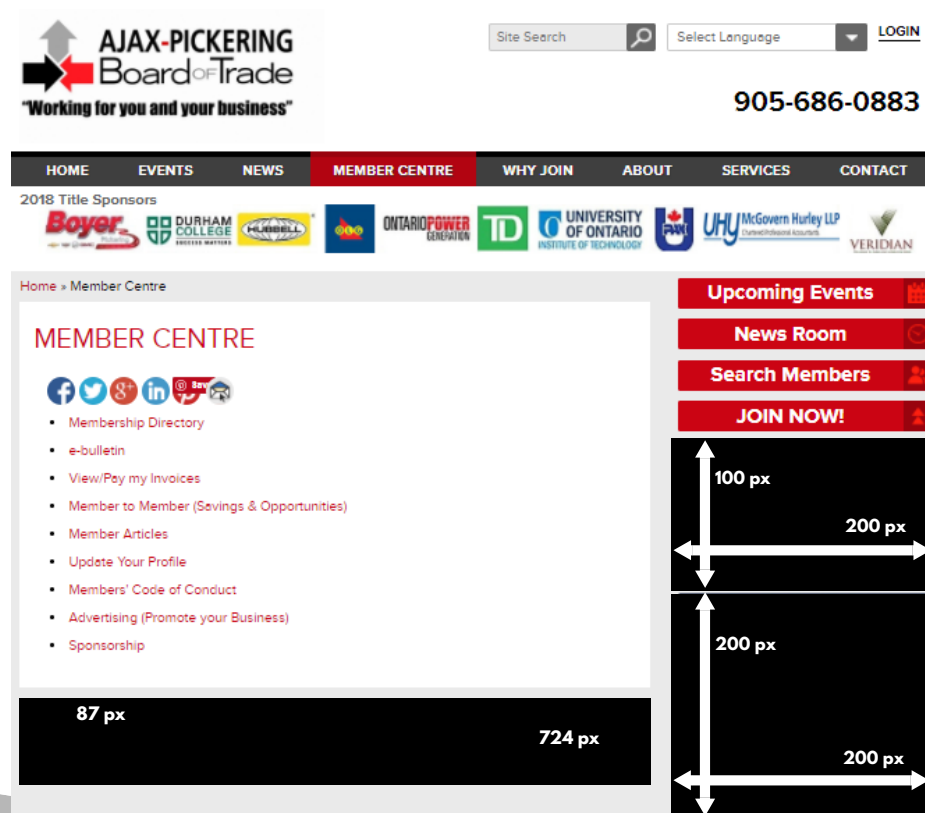 AJAX-PICKERING
Board OF Trade
"Working for you and your business"
Site Search
Select Language
LOGIN
905-686-0883
HOME EVENTS NEWS MEMBER CENTRE WHY JOIN ABOUT SERVICES CONTACT
2018 Title Sponsors
Boyer
Pickering
DURHAM
COLLEGE
SUCCESS MATTERS
HUBBELL
OLG
ONTARIOPOWER
GENERATION
TD
UNIVERSITY
OF ONTARIO
INSTITUTE OF TECHNOLOGY
UHY McGovern Hurley LLP
Chartered Professional Accountants
VERIDIAN
Home » Member Centre
MEMBER CENTRE
Save
• Membership Directory
• e-bulletin
• View/Pay my Invoices
• Member to Member (Savings & Opportunities)
• Member Articles
• Update Your Profile
• Members' Code of Conduct
• Advertising (Promote your Business)
• Sponsorship
Upcoming Events
News Room
Search Members
JOIN NOW!
100 px
200 px
200 px
200 px
87 px
724 px